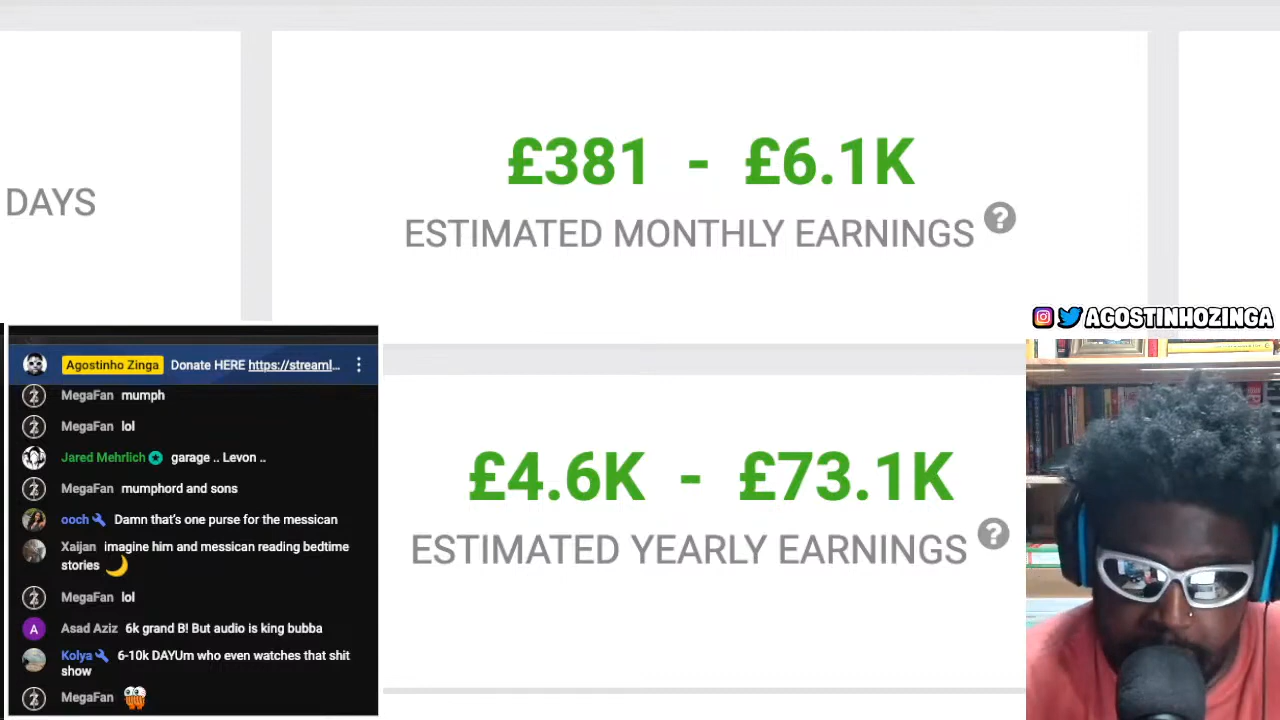 £381 - £6.1K
DAYS
ESTIMATED MONTHLY EARNINGS ?
AGOSTINHOZINGA
Agostinho Zinga Donate HERE https://streaml...
MegaFan mumph
MegaFan lol
Jared Mehrlich garage .. Levon ..
MegaFan mumphord and sons
ooch Damn that's one purse for the messican
Xaijan imagine him and messican reading bedtime
stories
MegaFan lol
A Asad Aziz 6k grand B! But audio is king bubba
Kolya 6-10k DAYUm who even watches that shit
show
MegaFan
£4.6K - £73.1K
ESTIMATED YEARLY EARNINGS ?